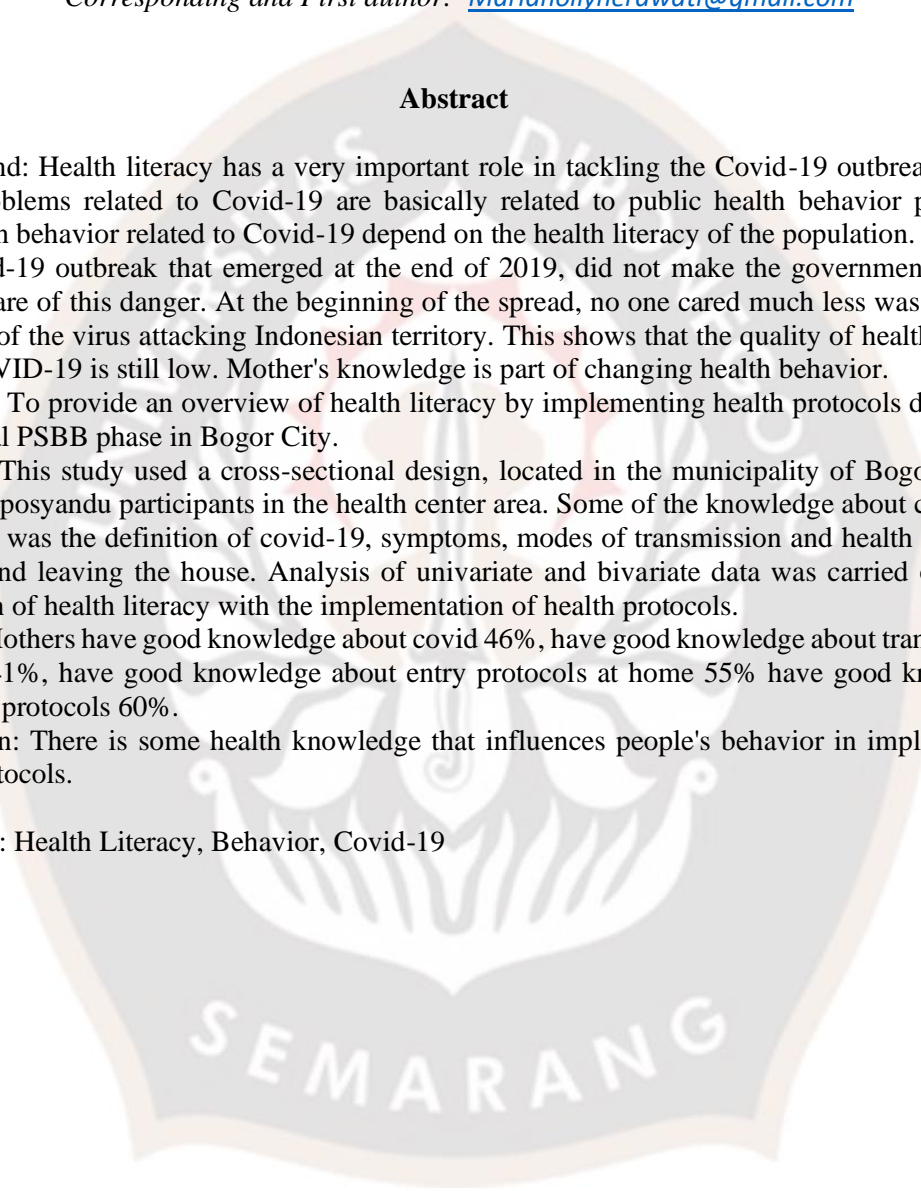 Corresponding and First author: Mariahollyherawati@gmail.com
Abstract
nd: Health literacy has a very important role in tackling the Covid-19 outbrea
blems related to Covid-19 are basically related to public health behavior p
n behavior related to Covid-19 depend on the health literacy of the population.
d-19 outbreak that emerged at the end of 2019, did not make the government
are of this danger. At the beginning of the spread, no one cared much less was
of the virus attacking Indonesian territory. This shows that the quality of health
VID-19 is still low. Mother's knowledge is part of changing health behavior.
To provide an overview of health literacy by implementing health protocols d
l PSBB phase in Bogor City.
This study used a cross-sectional design, located in the municipality of Bogo
posyandu participants in the health center area. Some of the knowledge about c
was the definition of covid-19, symptoms, modes of transmission and health
nd leaving the house. Analysis of univariate and bivariate data was carried
n of health literacy with the implementation of health protocols.
others have good knowledge about covid 46%, have good knowledge about tran
1%, have good knowledge about entry protocols at home 55% have good kn
protocols 60%.
n: There is some health knowledge that influences people's behavior in impl
tocols.
: Health Literacy, Behavior, Covid-19
UNIVERSITAS DIPONEGORO
SEMARANG